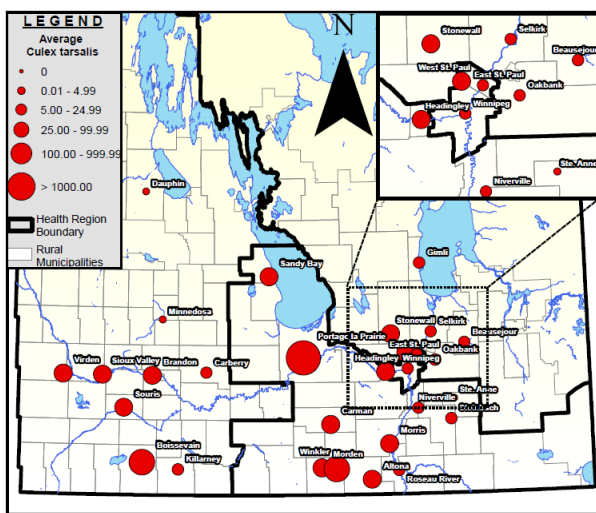 LEGEND
Average
Culex tarsalis
0
0.01 - 4.99
5.00 - 24.99
25.00 - 99.99
100.00 - 999.99
> 1000.00
Health Region
Boundary
Rural
Municipalities
N
Stonewall
Selkirk
Beausejour
West St. Paul
East St. Paul
Oakbank
Headingley
Winnipeg
Ste. Anne
Niverville
Dauphin
Gimli
Sandy Bay
Minnedosa
Portage la Prairie
Stonewall
Selkirk
Beausejour
East St. Paul
Oakbank
Headingley
Winnipeg
Virden
Sioux Valley
Brandon
Carberry
Ste. Anne
Niverville
Souris
Carman
Morris
Boissevain
Killarney
Winkler
Morden
Altona
Roseau River